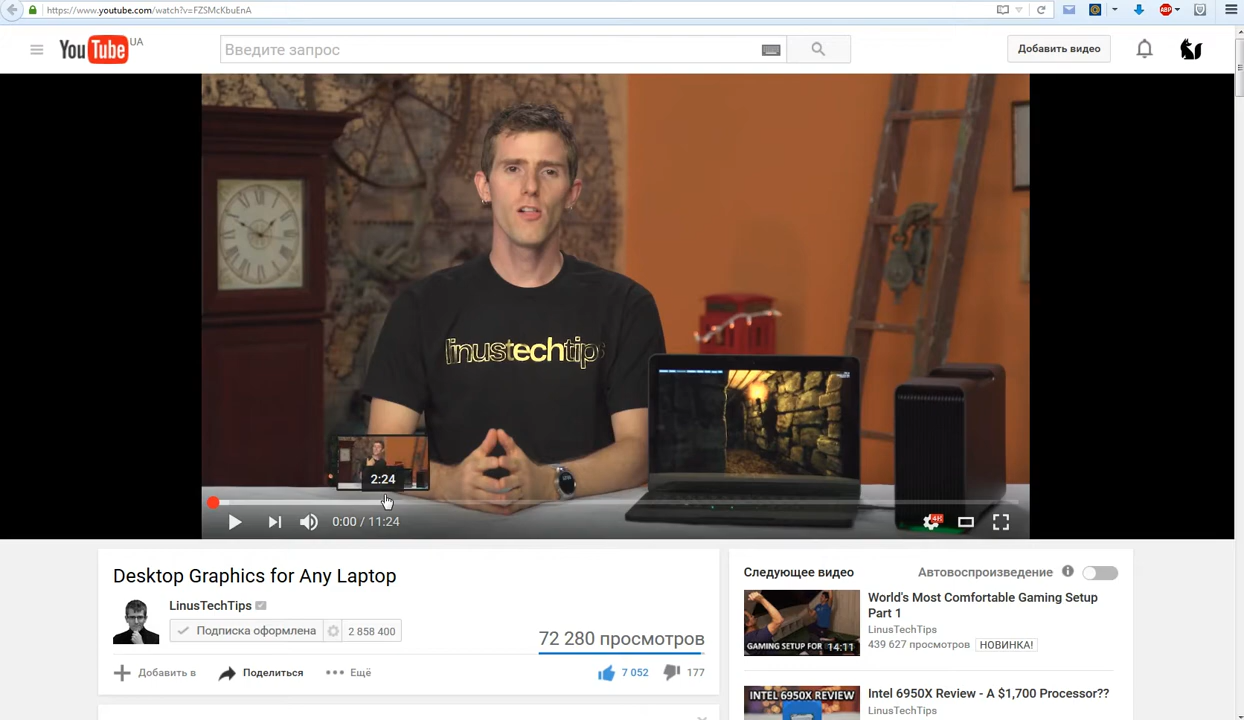 https://www.youtube.com/watch?v=FZSMcKbuEnA
ABP
YouTube UA
Введите запрос
Добавить видео
linustechtips
2:24
0:00 / 11:24
4K
Desktop Graphics for Any Laptop
LinusTechTips
Подписка оформлена
2 858 400
72 280 просмотров
Добавить в
Поделиться
Ещё
7 052
177
Следующее видео
Автовоспроизведение
World's Most Comfortable Gaming Setup
Part 1
LinusTechTips
439 627 просмотров
НОВИНКА!
GAMING SETUP FOR
14:11
Intel 6950X Review - A $1,700 Processor??
LinusTechTips
INTEL 6950X REVIEW